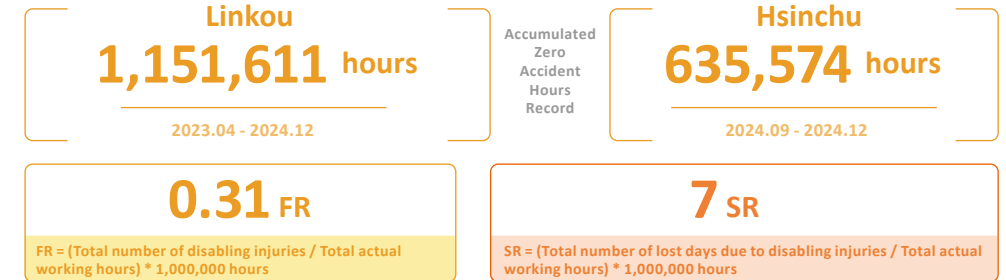 Linkou
1,151,611 hours
2023.04 - 2024.12
Accumulated
Zero
Accident
Hours
Record
Hsinchu
635,574 hours
2024.09 - 2024.12
0.31 FR
FR = (Total number of disabling injuries / Total actual
working hours) * 1,000,000 hours
7 SR
SR = (Total number of lost days due to disabling injuries / Total actual
working hours) * 1,000,000 hours